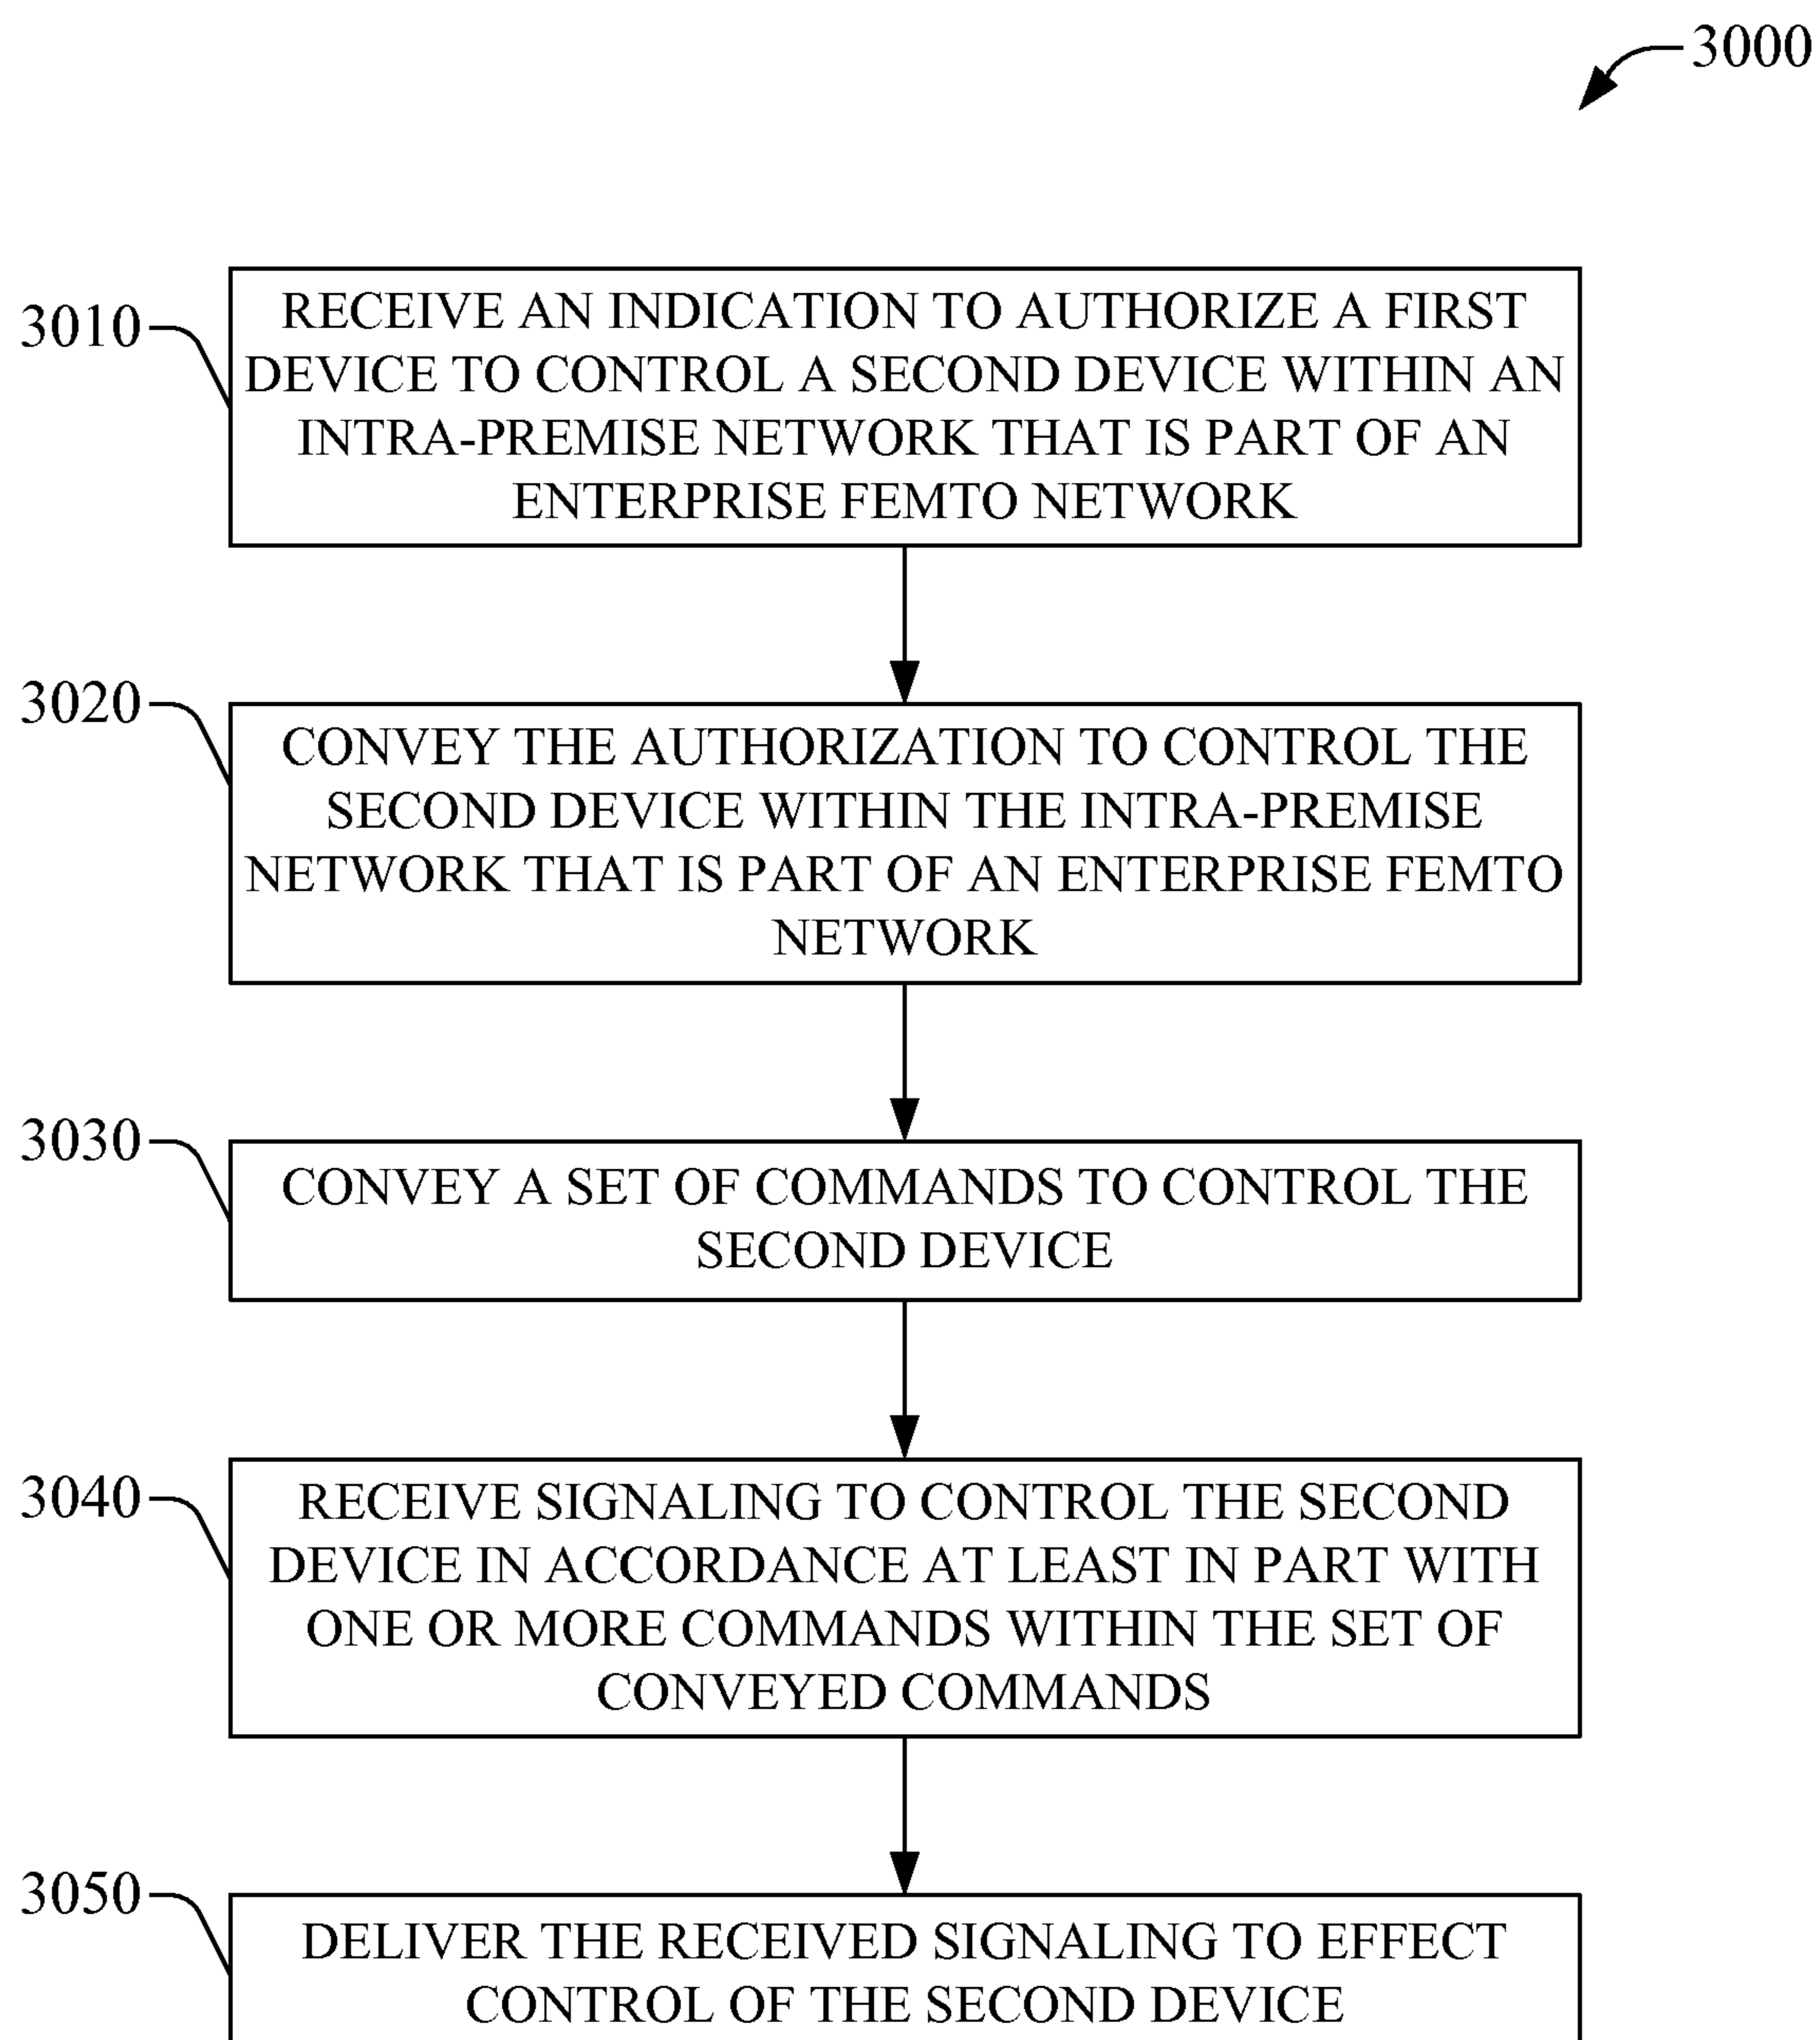 3000
3010
RECEIVE AN INDICATION TO AUTHORIZE A FIRST
DEVICE TO CONTROL A SECOND DEVICE WITHIN AN
INTRA-PREMISE NETWORK THAT IS PART OF AN
ENTERPRISE FEMTO NETWORK
3020
CONVEY THE AUTHORIZATION TO CONTROL THE
SECOND DEVICE WITHIN THE INTRA-PREMISE
NETWORK THAT IS PART OF AN ENTERPRISE FEMTO
NETWORK
3030
CONVEY A SET OF COMMANDS TO CONTROL THE
SECOND DEVICE
3040
RECEIVE SIGNALING TO CONTROL THE SECOND
DEVICE IN ACCORDANCE AT LEAST IN PART WITH
ONE OR MORE COMMANDS WITHIN THE SET OF
CONVEYED COMMANDS
3050
DELIVER THE RECEIVED SIGNALING TO EFFECT
CONTROL OF THE SECOND DEVICE